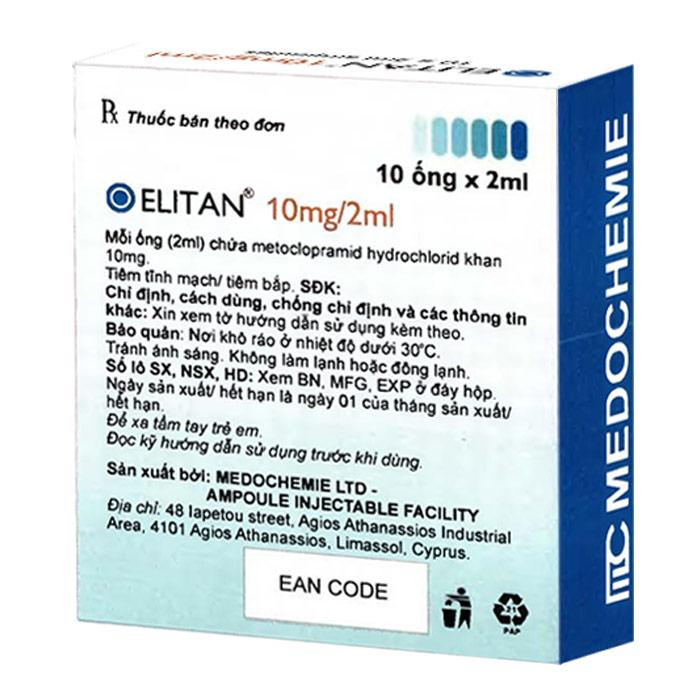 ELITAN 10mg/2ml
℞ Thuốc bán theo đơn
10 ống x 2ml
ELITAN® 10mg/2ml
Mỗi ống (2ml) chứa metoclopramid hydrochlorid khan
10mg.
Tiêm tĩnh mạch/ tiêm bắp. SĐK:
Chỉ định, cách dùng, chống chỉ định và các thông tin
khác: Xin xem tờ hướng dẫn sử dụng kèm theo.
Bảo quản: Nơi khô ráo ở nhiệt độ dưới 30°C.
Tránh ánh sáng. Không làm lạnh hoặc đông lạnh.
Số lô SX, NSX, HD: Xem BN, MFG, EXP ở đáy hộp.
Ngày sản xuất/ hết hạn là ngày 01 của tháng sản xuất/
hết hạn.
Để xa tầm tay trẻ em.
Đọc kỹ hướng dẫn sử dụng trước khi dùng.
Sản xuất bởi: MEDOCHEMIE LTD -
AMPOULE INJECTABLE FACILITY
Địa chỉ: 48 Iapetou street, Agios Athanassios Industrial
Area, 4101 Agios Athanassios, Limassol, Cyprus.
EAN CODE
21
PAP
MC MEDOCHEMIE